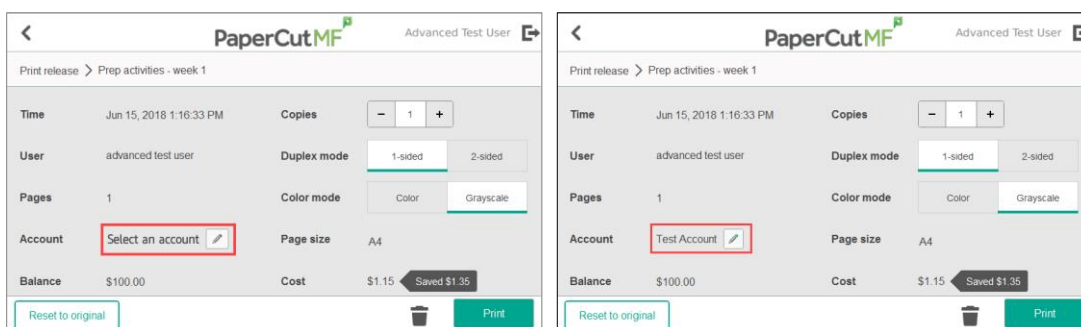 PaperCutMF
Advanced Test User
Print release > Prep activities - week 1
Time Jun 15, 2018 1:16:33 PM Copies - 1 +
User advanced test user Duplex mode 1-sided 2-sided
Pages 1 Color mode Color Grayscale
Account Select an account Page size A4
Balance $100.00 Cost $1.15 Saved $1.35
Reset to original Print
PaperCutMF
Advanced Test User
Print release > Prep activities - week 1
Time Jun 15, 2018 1:16:33 PM Copies - 1 +
User advanced test user Duplex mode 1-sided 2-sided
Pages 1 Color mode Color Grayscale
Account Test Account Page size A4
Balance $100.00 Cost $1.15 Saved $1.35
Reset to original Print